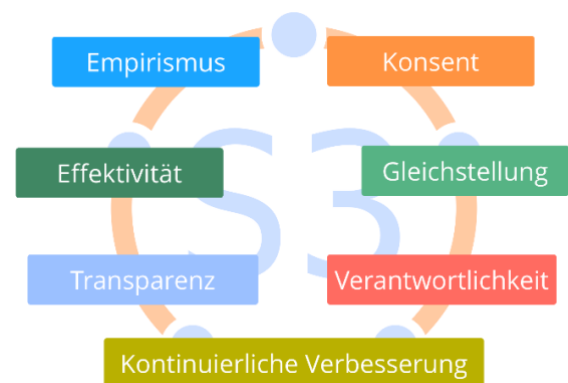 Empirismus
Konsent
Effektivität
Gleichstellung
S3
Transparenz
Verantwortlichkeit
Kontinuierliche Verbesserung